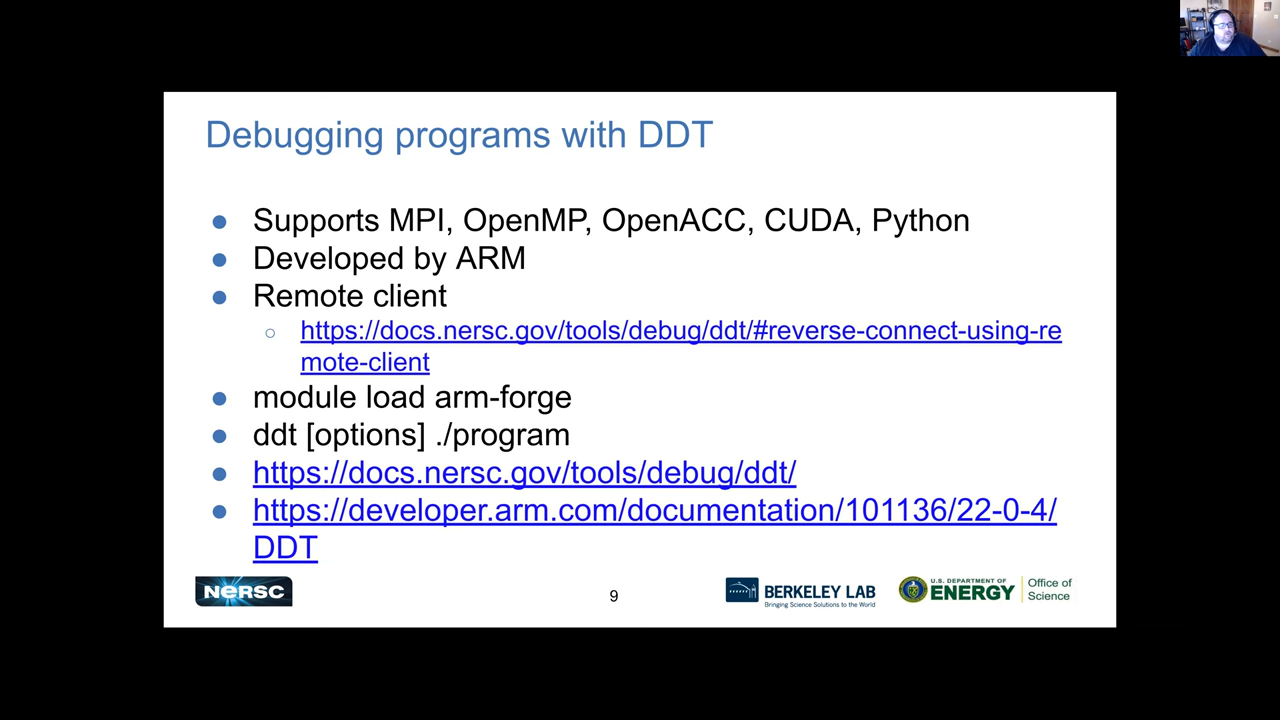 Debugging programs with DDT
● Supports MPI, OpenMP, OpenACC, CUDA, Python
● Developed by ARM
● Remote client
○ https://docs.nersc.gov/tools/debug/ddt/#reverse-connect-using-re
mote-client
● module load arm-forge
● ddt [options] ./program
● https://docs.nersc.gov/tools/debug/ddt/
● https://developer.arm.com/documentation/101136/22-0-4/
DDT
NERSC
9
BERKELEY LAB
Bringing Science Solutions to the World
U.S. DEPARTMENT OF
ENERGY
Office of
Science